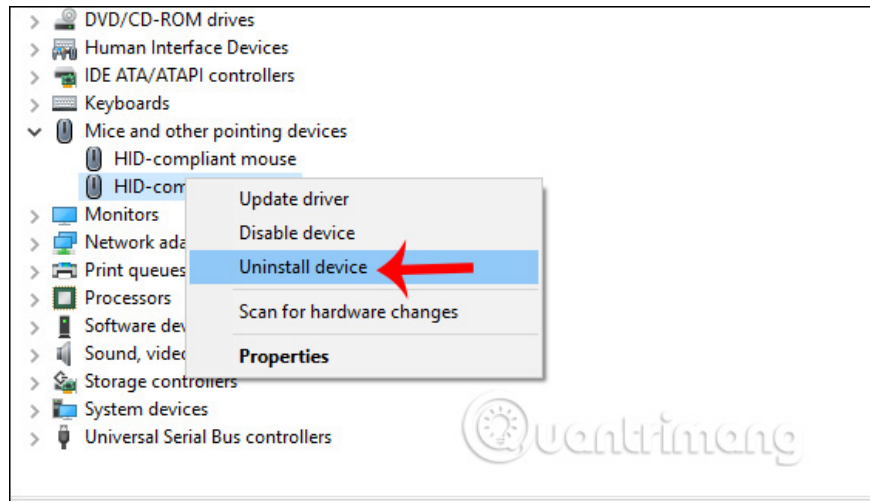 DVD/CD-ROM drives
Human Interface Devices
IDE ATA/ATAPI controllers
Keyboards
Mice and other pointing devices
HID-compliant mouse
HID-com
Update driver
Disable device
Uninstall device
Scan for hardware changes
Properties
Monitors
Network ada
Print queues
Processors
Software dev
Sound, video
Storage controllers
System devices
Universal Serial Bus controllers
Quantrimang